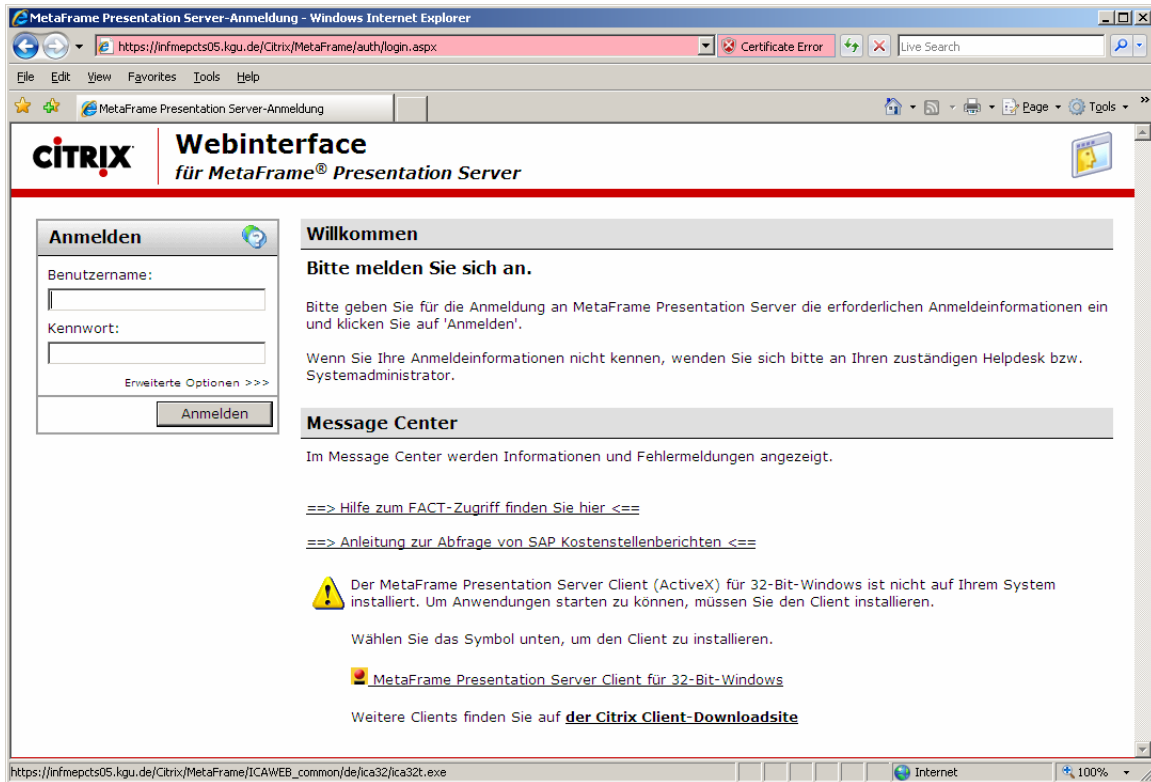 MetaFrame Presentation Server-Anmeldung - Windows Internet Explorer
https://infmepcts05.kgu.de/Citrix/MetaFrame/auth/login.aspx Certificate Error Live Search
File Edit View Favorites Tools Help
MetaFrame Presentation Server-Anmeldung Page Tools
CITRIX Webinterface
für MetaFrame® Presentation Server
Anmelden
Benutzername:
Kennwort:
Erweiterte Optionen >>>
Anmelden
Willkommen
Bitte melden Sie sich an.
Bitte geben Sie für die Anmeldung an MetaFrame Presentation Server die erforderlichen Anmeldeinformationen ein
und klicken Sie auf 'Anmelden'.
Wenn Sie Ihre Anmeldeinformationen nicht kennen, wenden Sie sich bitte an Ihren zuständigen Helpdesk bzw.
Systemadministrator.
Message Center
Im Message Center werden Informationen und Fehlermeldungen angezeigt.
==> Hilfe zum FACT-Zugriff finden Sie hier <==
==> Anleitung zur Abfrage von SAP Kostenstellenberichten <==
Der MetaFrame Presentation Server Client (ActiveX) für 32-Bit-Windows ist nicht auf Ihrem System
installiert. Um Anwendungen starten zu können, müssen Sie den Client installieren.
Wählen Sie das Symbol unten, um den Client zu installieren.
MetaFrame Presentation Server Client für 32-Bit-Windows
Weitere Clients finden Sie auf der Citrix Client-Downloadsite
https://infmepcts05.kgu.de/Citrix/MetaFrame/ICAWEB_common/de/ica32/ica32t.exe Internet 100%